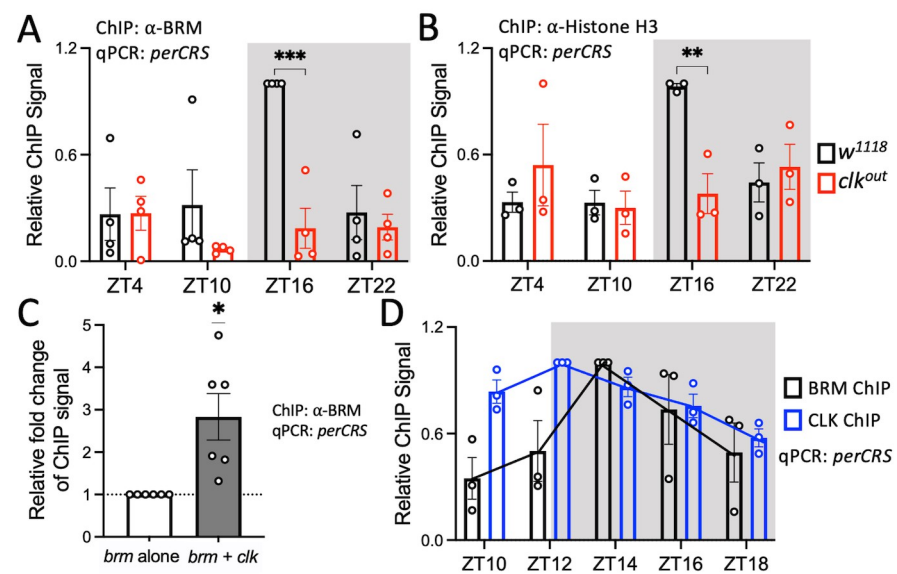 A
ChIP: α-BRM
qPCR: perCRS
Relative ChIP Signal
1.2
0.6
0.0
***
ZT4 ZT10 ZT16 ZT22
B
ChIP: α-Histone H3
qPCR: perCRS
Relative ChIP Signal
1.2
0.6
0.0
**
ZT4 ZT10 ZT16 ZT22
w1118
clkout
C
Relative fold change
of ChIP signal
5
4
3
2
1
0
*
brm alone brm + clk
ChIP: α-BRM
qPCR: perCRS
D
Relative ChIP Signal
1.2
0.6
0.0
ZT10 ZT12 ZT14 ZT16 ZT18
BRM ChIP
CLK ChIP
qPCR: perCRS